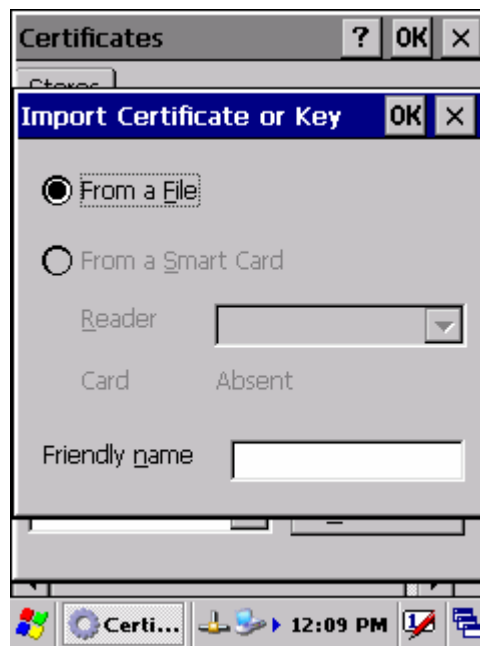 Certificates ? OK ×
Stores
Import Certificate or Key OK ×
From a File
From a Smart Card
Reader
Card Absent
Friendly name
Certi... 12:09 PM